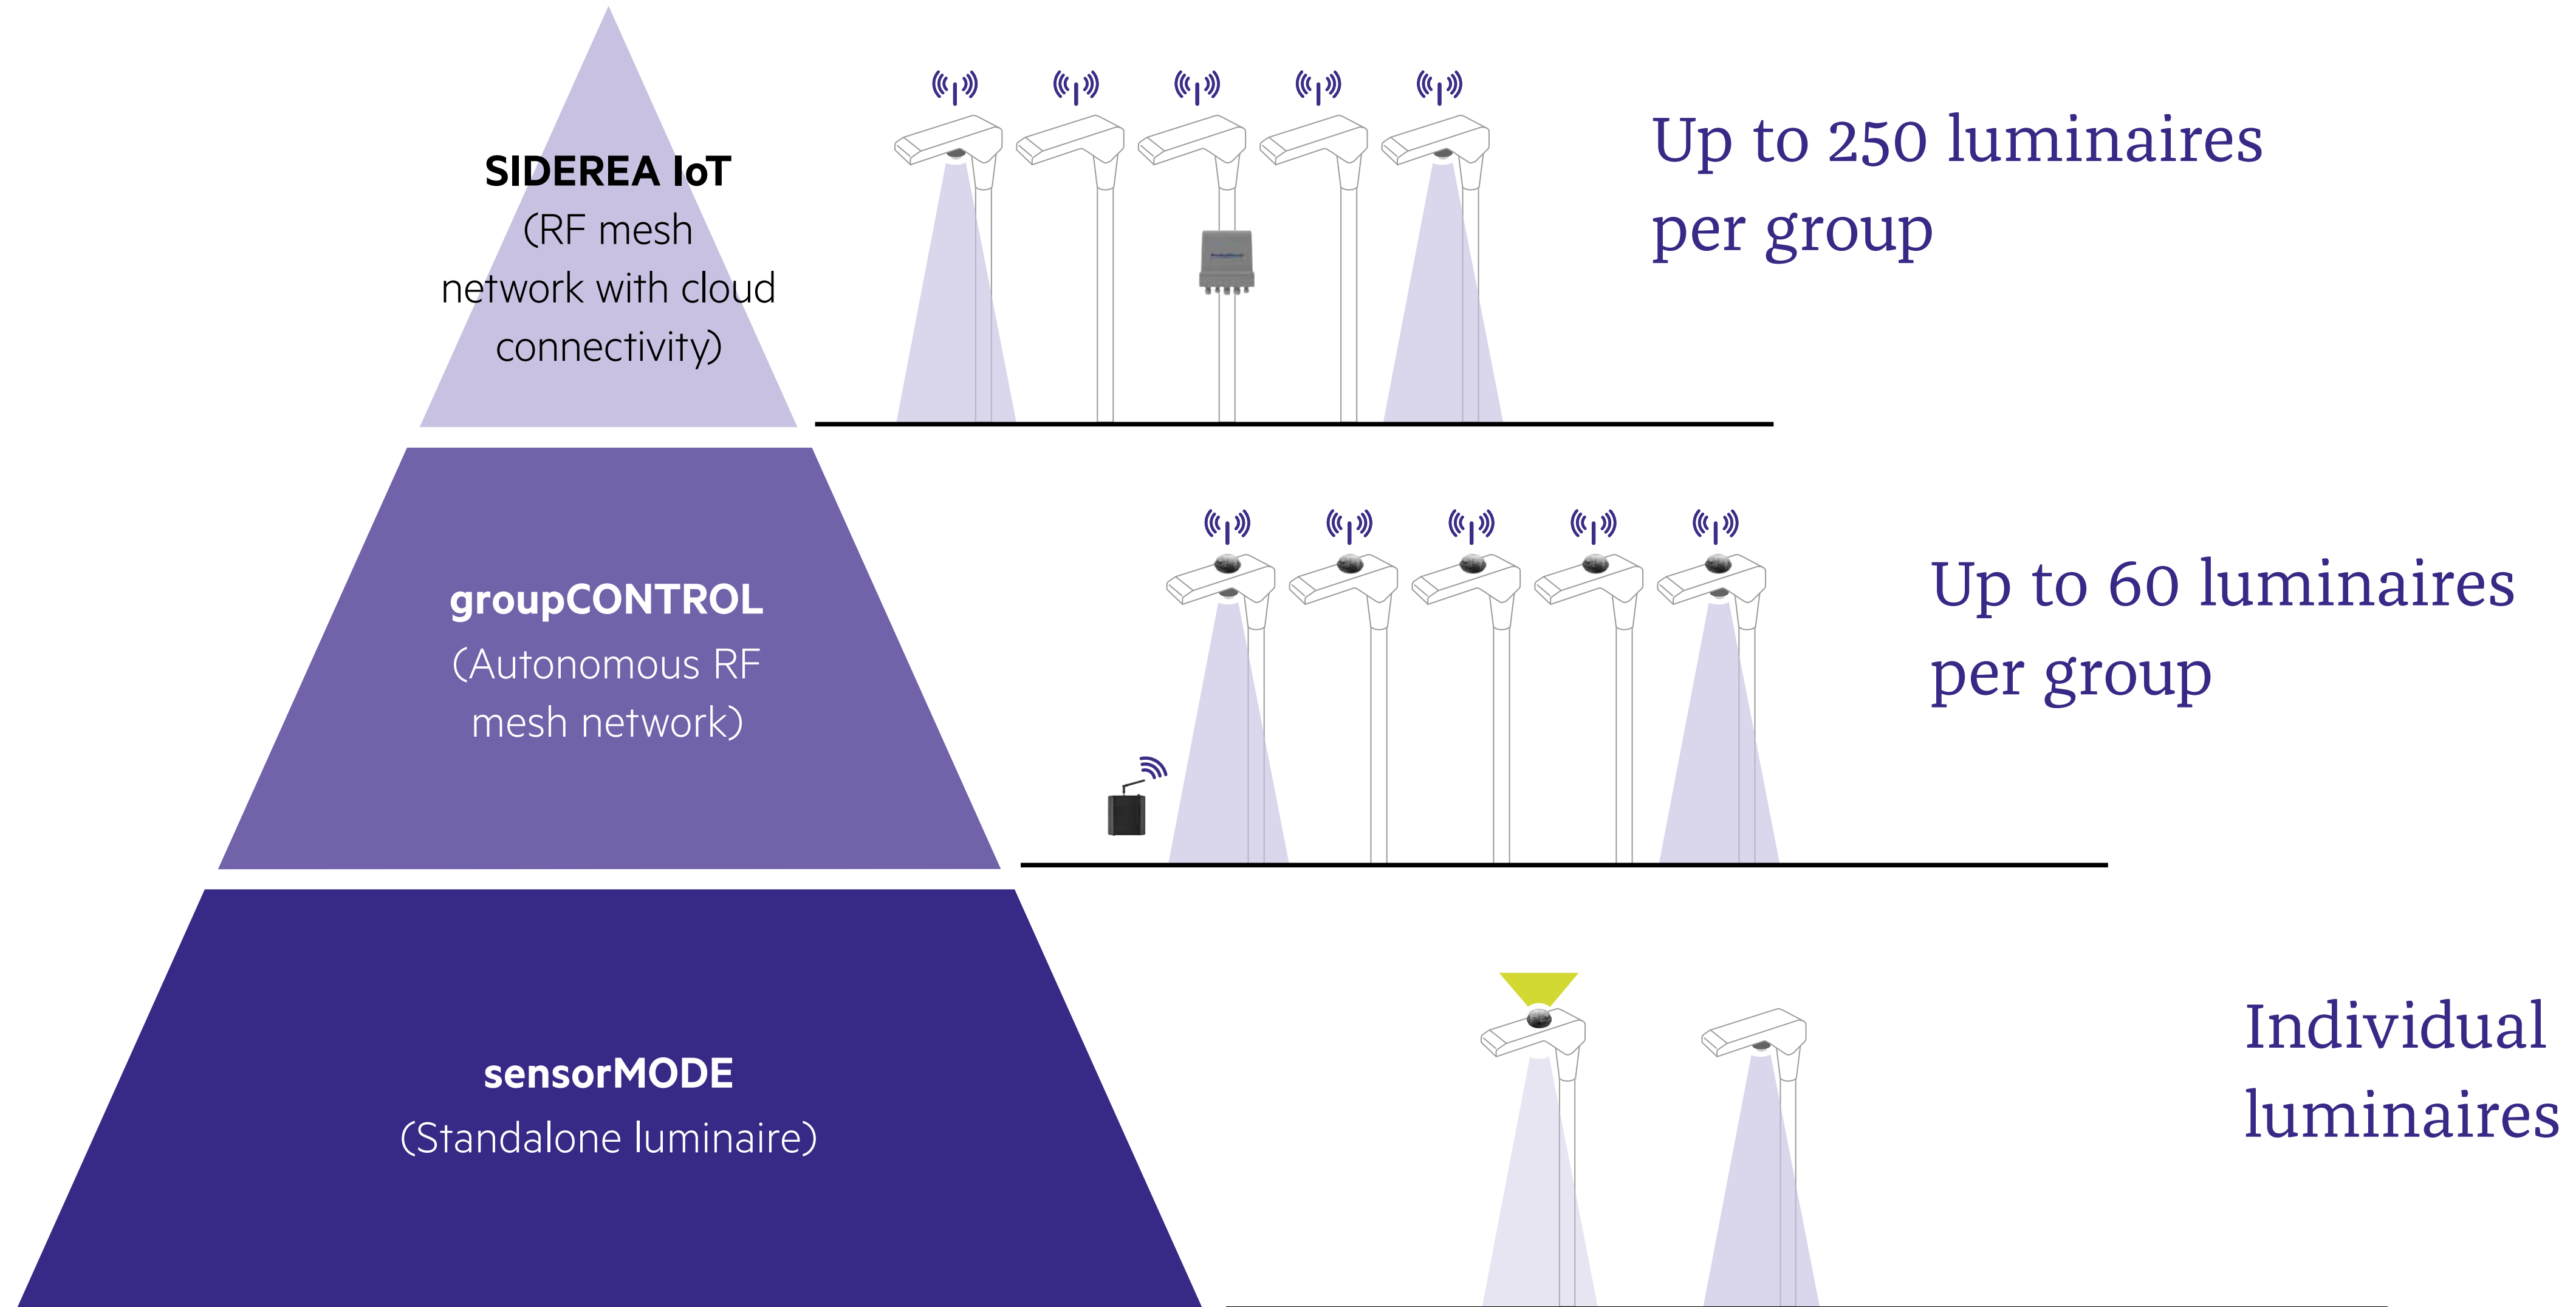 SIDEREA IoT
(RF mesh
network with cloud
connectivity)
Up to 250 luminaires
per group
groupCONTROL
(Autonomous RF
mesh network)
Up to 60 luminaires
per group
sensorMODE
(Standalone luminaire)
Individual
luminaires